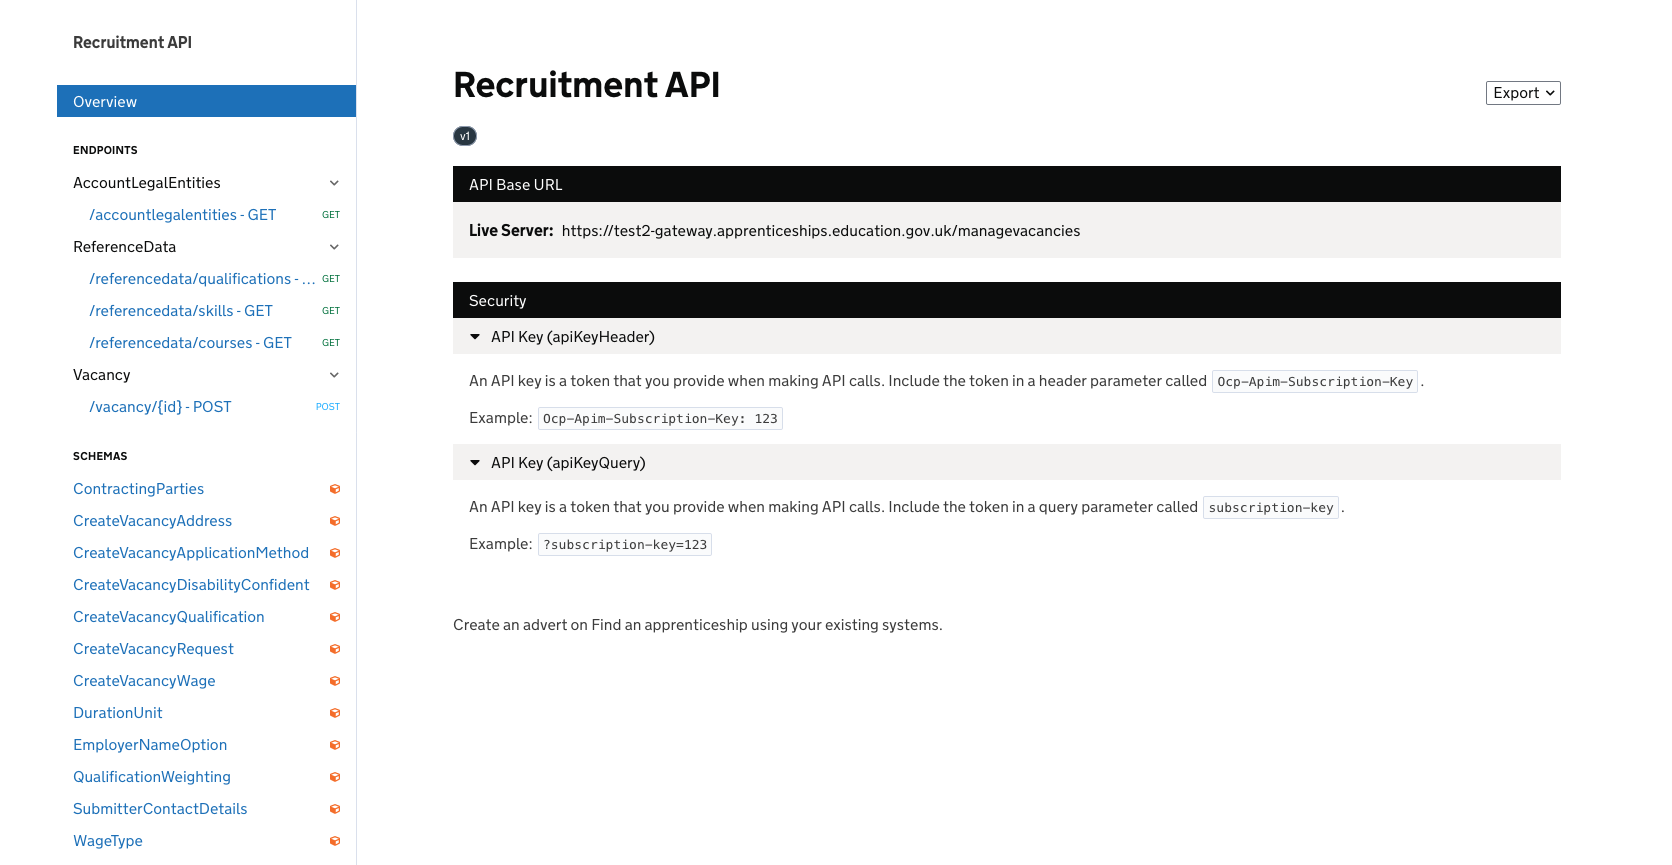 Recruitment API
Overview
ENDPOINTS
AccountLegalEntities
/accountlegalentities - GET GET
ReferenceData
/referencedata/qualifications - ... GET
/referencedata/skills - GET GET
/referencedata/courses - GET GET
Vacancy
/vacancy/{id} - POST POST
SCHEMAS
ContractingParties
CreateVacancyAddress
CreateVacancyApplicationMethod
CreateVacancyDisabilityConfident
CreateVacancyQualification
CreateVacancyRequest
CreateVacancyWage
DurationUnit
EmployerNameOption
QualificationWeighting
SubmitterContactDetails
WageType
Recruitment API
Export
v1
API Base URL
Live Server: https://test2-gateway.apprenticeships.education.gov.uk/managevacancies
Security
API Key (apiKeyHeader)
An API key is a token that you provide when making API calls. Include the token in a header parameter called Ocp-Apim-Subscription-Key.
Example: Ocp-Apim-Subscription-Key: 123
API Key (apiKeyQuery)
An API key is a token that you provide when making API calls. Include the token in a query parameter called subscription-key.
Example: ?subscription-key=123
Create an advert on Find an apprenticeship using your existing systems.